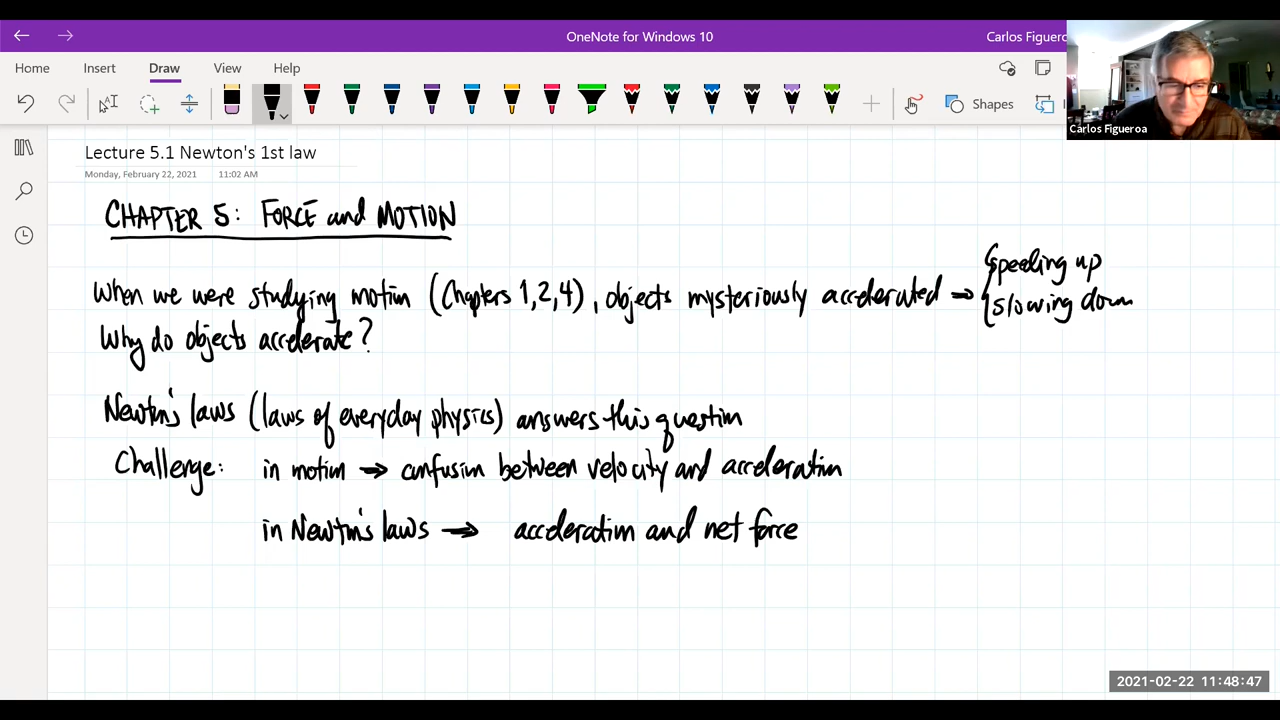 OneNote for Windows 10
Carlos Figuero
Home Insert Draw View Help
Shapes
Carlos Figueroa
Lecture 5.1 Newton's 1st law
Monday, February 22, 2021 11:02 AM
CHAPTER 5: FORCE and MOTION
When we were studying motion (Chapters 1,2,4), objects mysteriously accelerated → { speeding up
slowing down
Why do objects accelerate?
Newton's laws (laws of everyday physics) answers this question
Challenge: in motion → confusion between velocity and acceleration
in Newton's laws → acceleration and net force
2021-02-22 11:48:47